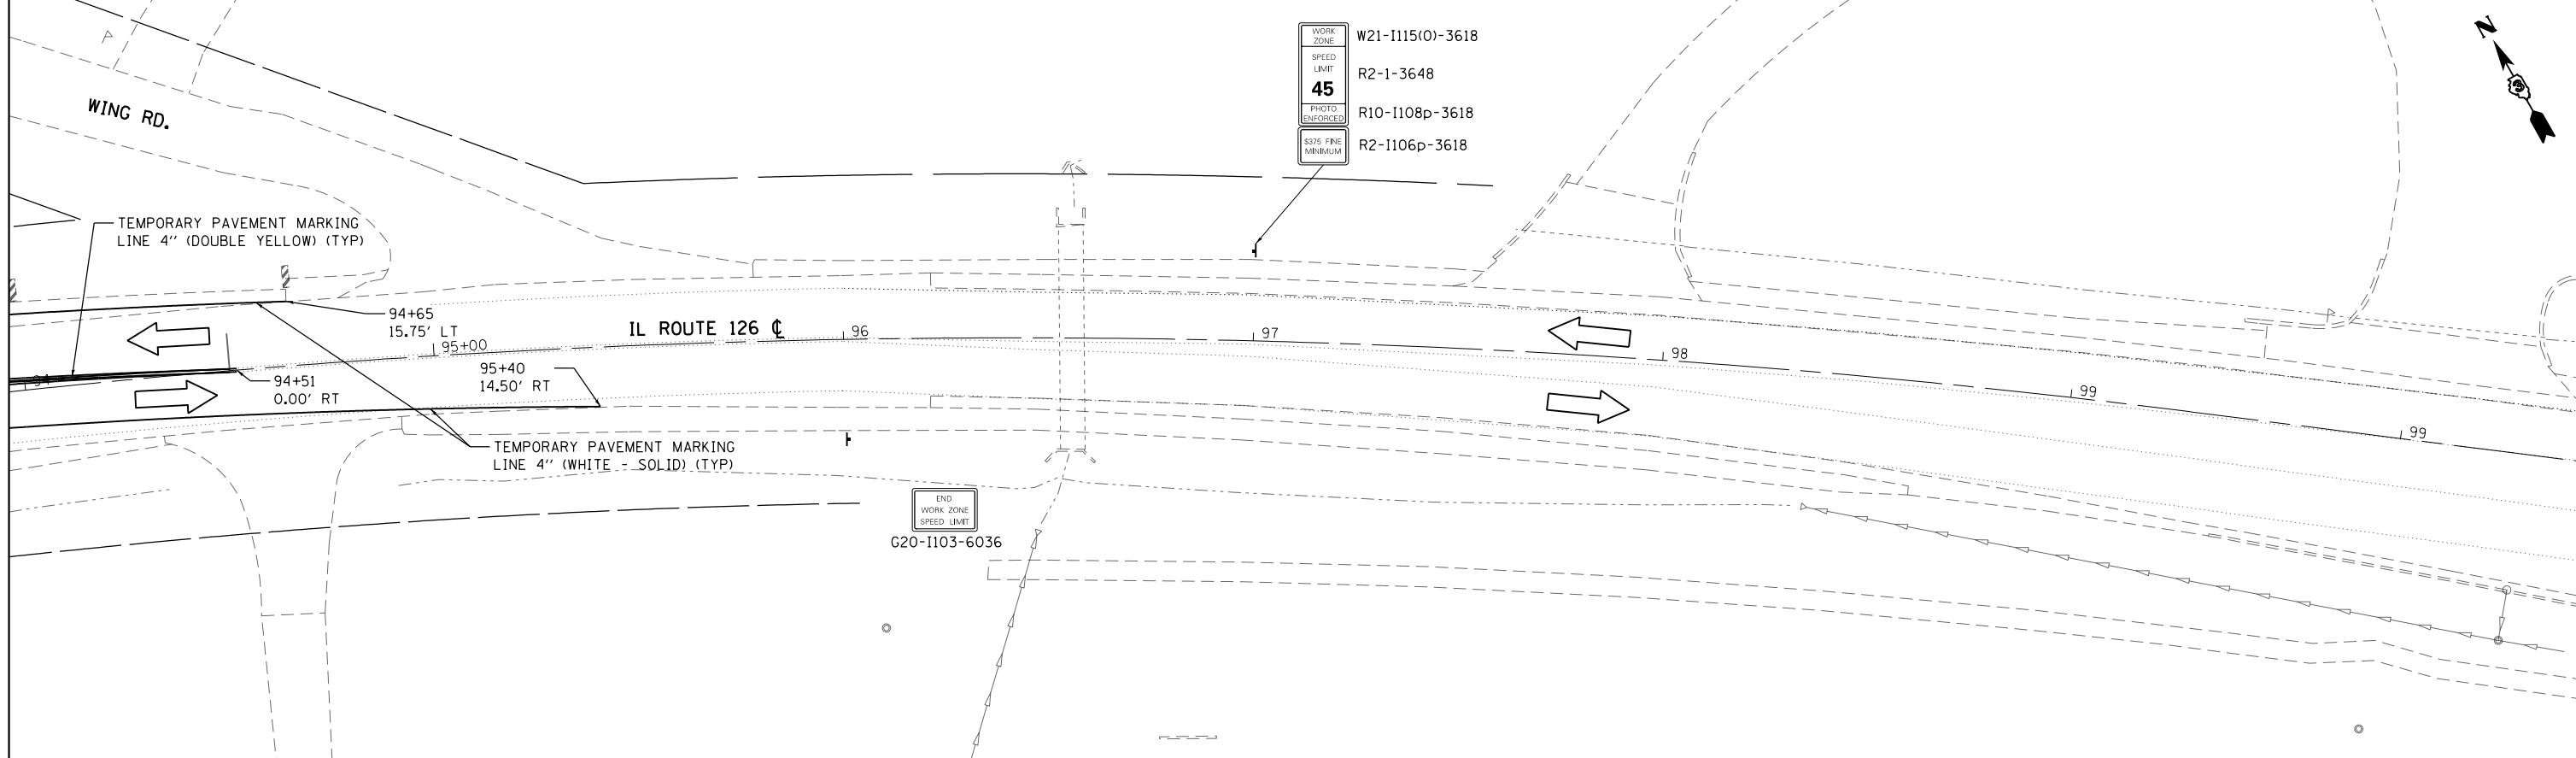 WORK
ZONE
SPEED
LIMIT
45
PHOTO
ENFORCED
$375 FINE
MINIMUM
W21-I115(O)-3618
R2-1-3648
R10-I108p-3618
R2-I106p-3618
N
3
WING RD.
TEMPORARY PAVEMENT MARKING
LINE 4" (DOUBLE YELLOW) (TYP)
94+65
15.75' LT
IL ROUTE 126 ℄
94
95+00
96
97
98
99
99
94+51
0.00' RT
95+40
14.50' RT
TEMPORARY PAVEMENT MARKING
LINE 4" (WHITE - SOLID) (TYP)
END
WORK ZONE
SPEED LIMIT
G20-I103-6036